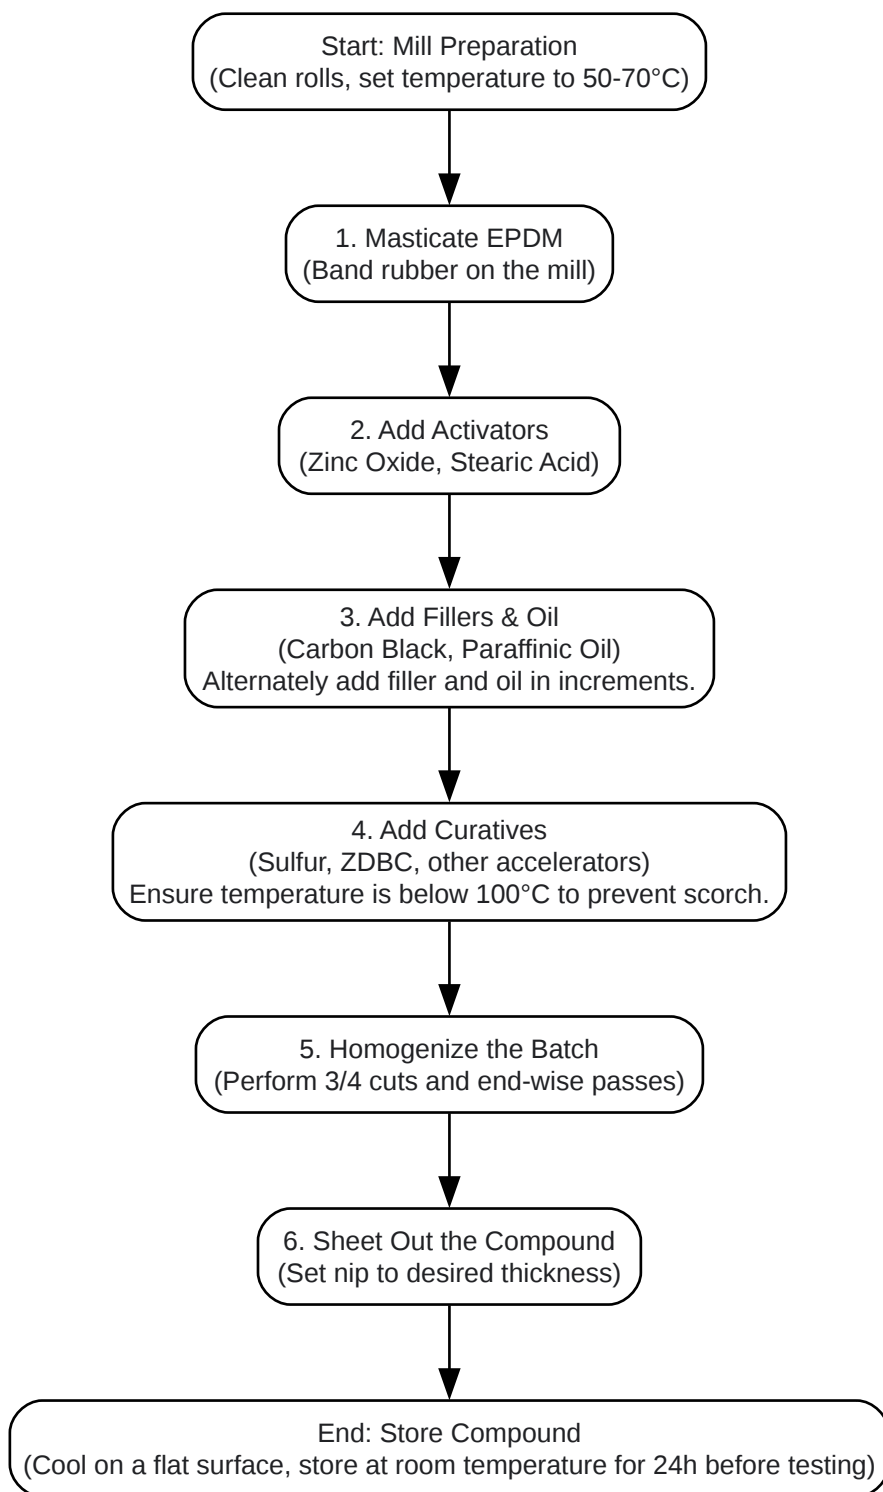 Start: Mill Preparation
(Clean rolls, set temperature to 50-70°C)
1. Masticate EPDM
(Band rubber on the mill)
2. Add Activators
(Zinc Oxide, Stearic Acid)
3. Add Fillers & Oil
(Carbon Black, Paraffinic Oil)
Alternately add filler and oil in increments.
4. Add Curatives
(Sulfur, ZDBC, other accelerators)
Ensure temperature is below 100°C to prevent scorch.
5. Homogenize the Batch
(Perform 3/4 cuts and end-wise passes)
6. Sheet Out the Compound
(Set nip to desired thickness)
End: Store Compound
(Cool on a flat surface, store at room temperature for 24h before testing)